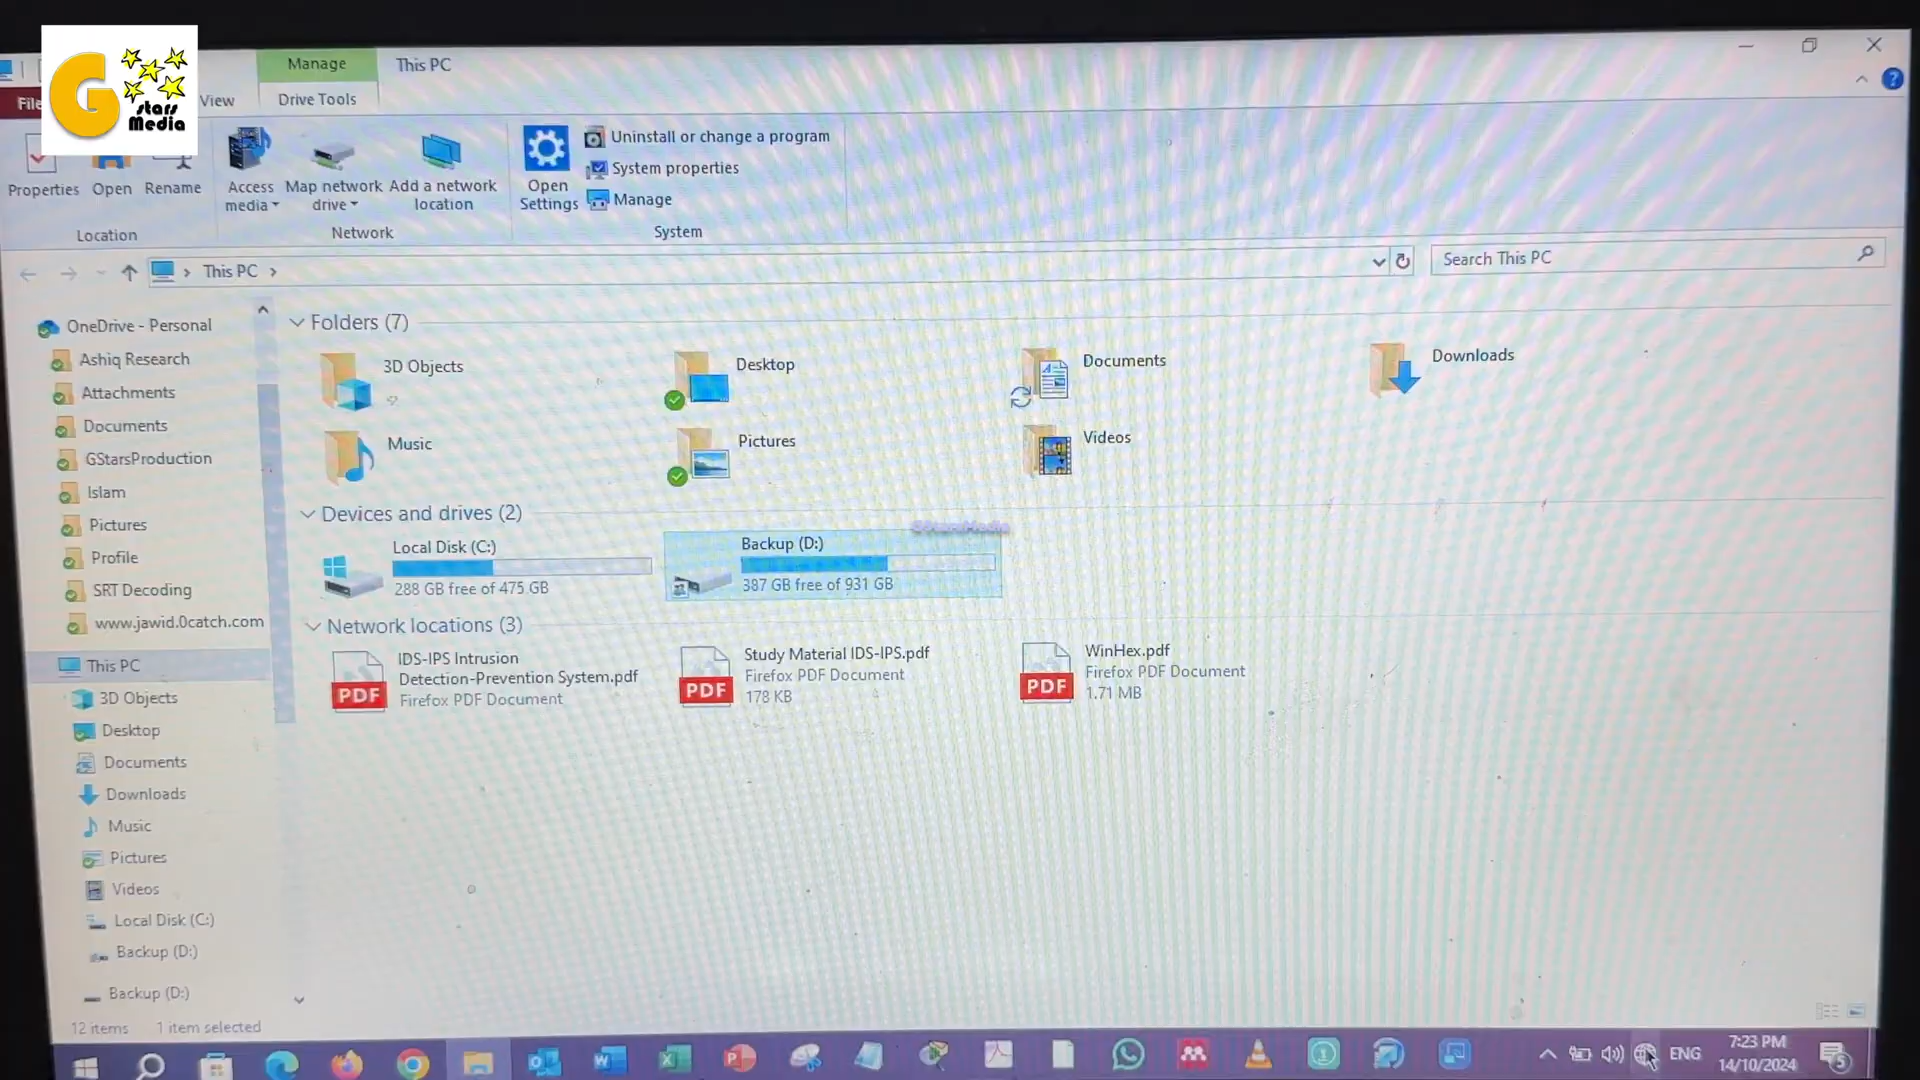 G
stars
Media
Manage
This PC
File
View
Drive Tools
Properties
Open
Rename
Access media
Map network drive
Add a network location
Open Settings
Uninstall or change a program
System properties
Manage
Location
Network
System
This PC
Search This PC
OneDrive - Personal
Ashiq Research
Attachments
Documents
GStarsProduction
Islam
Pictures
Profile
SRT Decoding
www.jawid.0catch.com
This PC
3D Objects
Desktop
Documents
Downloads
Music
Pictures
Videos
Local Disk (C:)
Backup (D:)
Backup (D:)
Folders (7)
3D Objects
Desktop
Documents
Downloads
Music
Pictures
Videos
Devices and drives (2)
GStarsMedia
Local Disk (C:)
288 GB free of 475 GB
Backup (D:)
387 GB free of 931 GB
Network locations (3)
PDF
IDS-IPS Intrusion
Detection-Prevention System.pdf
Firefox PDF Document
PDF
Study Material IDS-IPS.pdf
Firefox PDF Document
178 KB
PDF
WinHex.pdf
Firefox PDF Document
1.71 MB
12 items
1 item selected
ENG
7:23 PM
14/10/2024
5